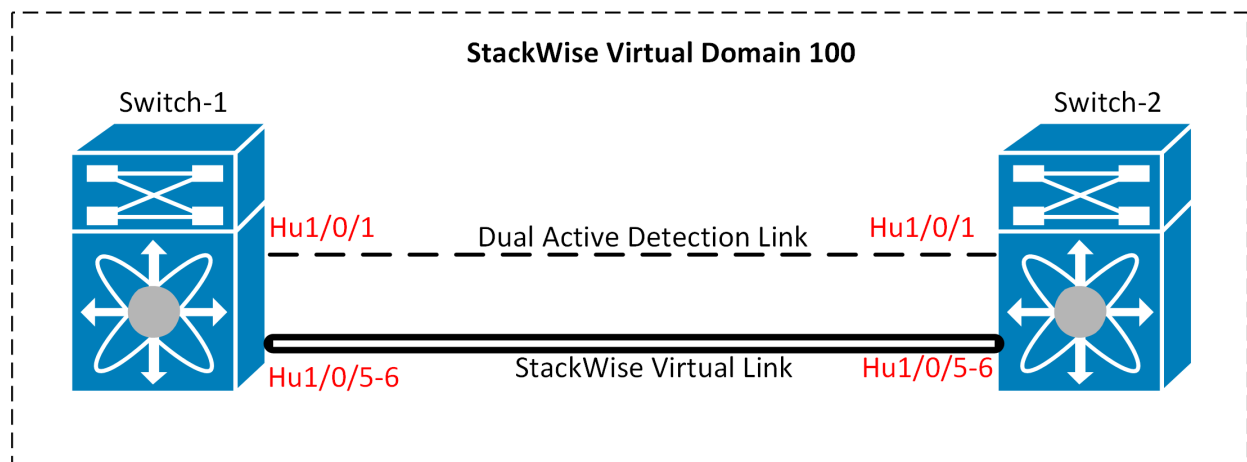 StackWise Virtual Domain 100
Switch-1
Switch-2
Hu1/0/1
Dual Active Detection Link
Hu1/0/1
Hu1/0/5-6
StackWise Virtual Link
Hu1/0/5-6